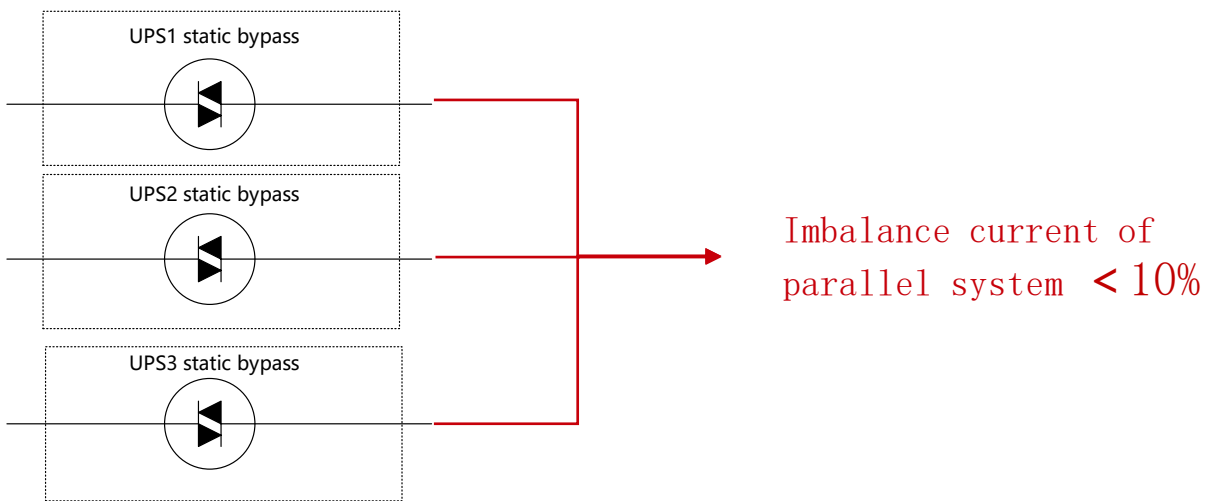 UPS1 static bypass
UPS2 static bypass
UPS3 static bypass
Imbalance current of
parallel system < 10%